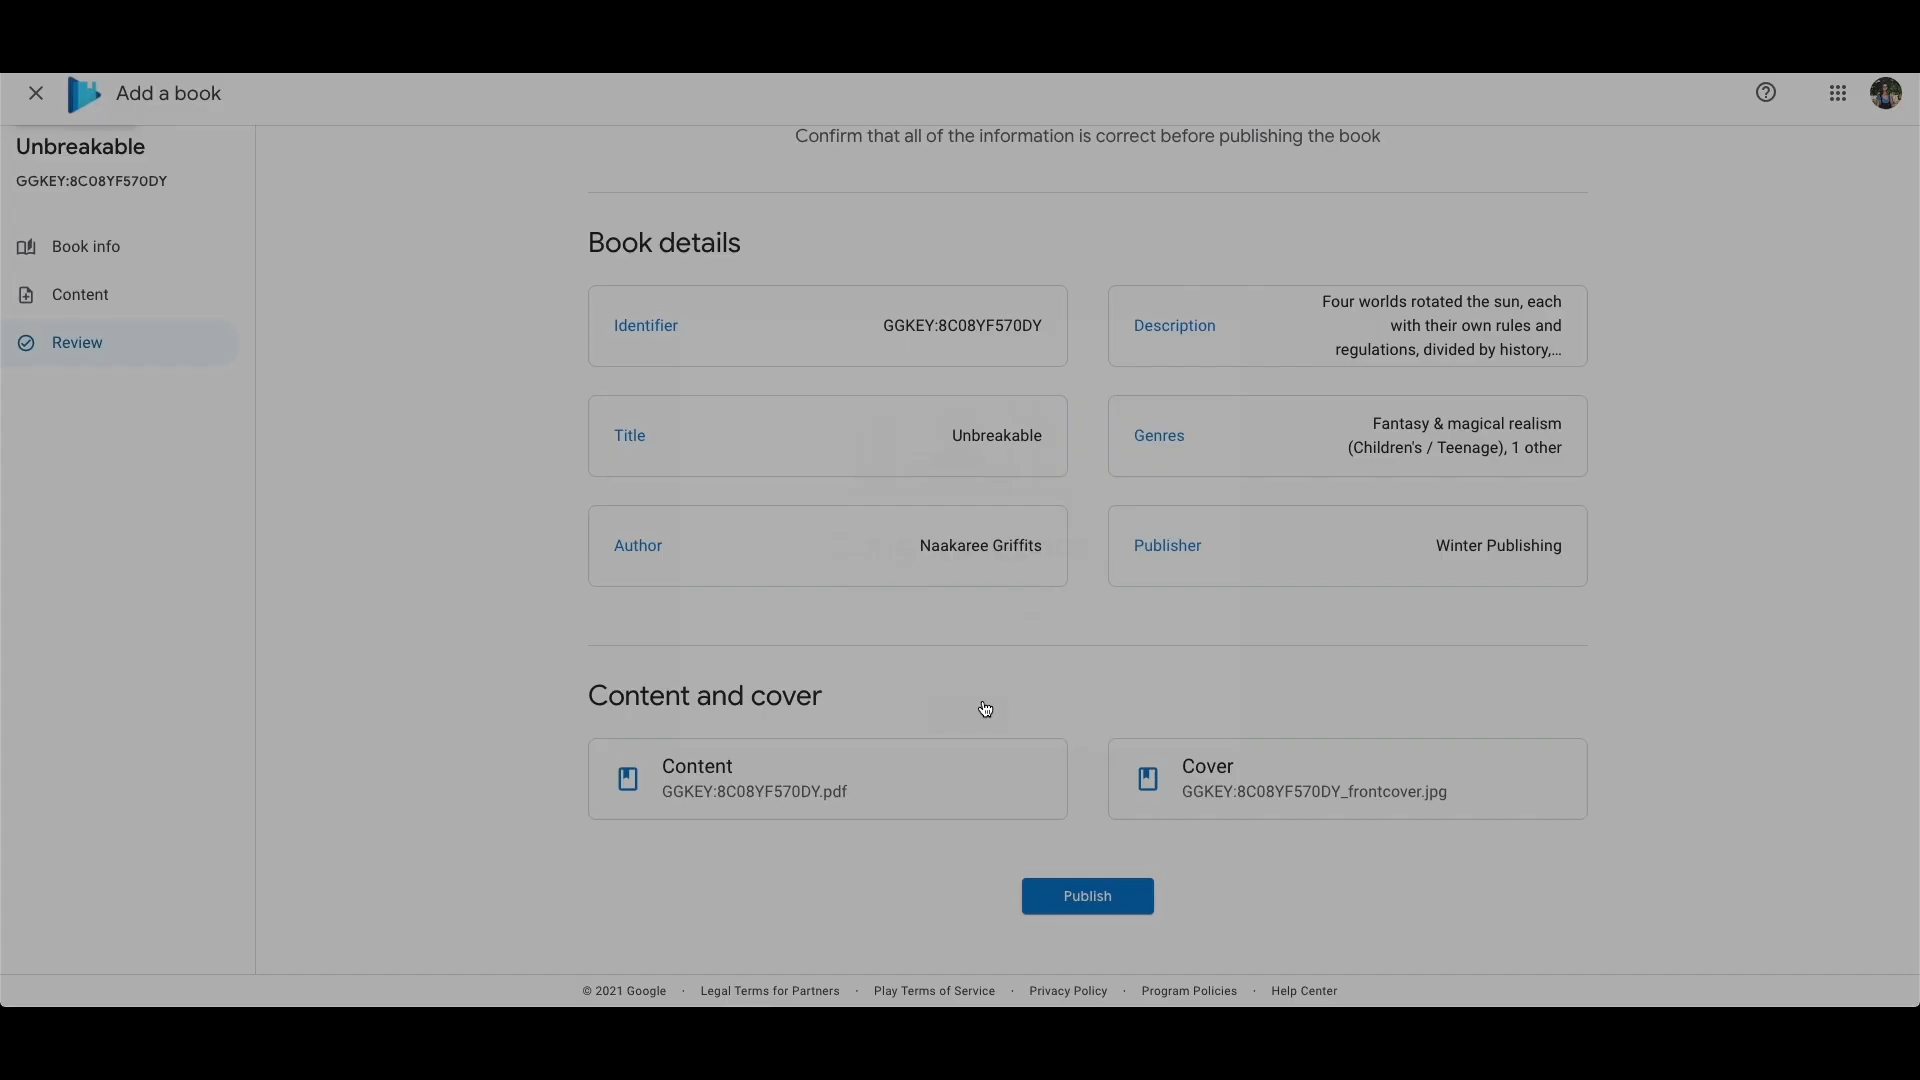 Add a book
Unbreakable
GGKEY:8C08YF570DY
Book info
Content
Review
Confirm that all of the information is correct before publishing the book
Book details
Identifier
GGKEY:8C08YF570DY
Description
Four worlds rotated the sun, each
with their own rules and
regulations, divided by history,...
Title
Unbreakable
Genres
Fantasy & magical realism
(Children's / Teenage), 1 other
Author
Naakaree Griffits
Publisher
Winter Publishing
Content and cover
Content
GGKEY:8C08YF570DY.pdf
Cover
GGKEY:8C08YF570DY_frontcover.jpg
Publish
© 2021 Google · Legal Terms for Partners · Play Terms of Service · Privacy Policy · Program Policies · Help Center